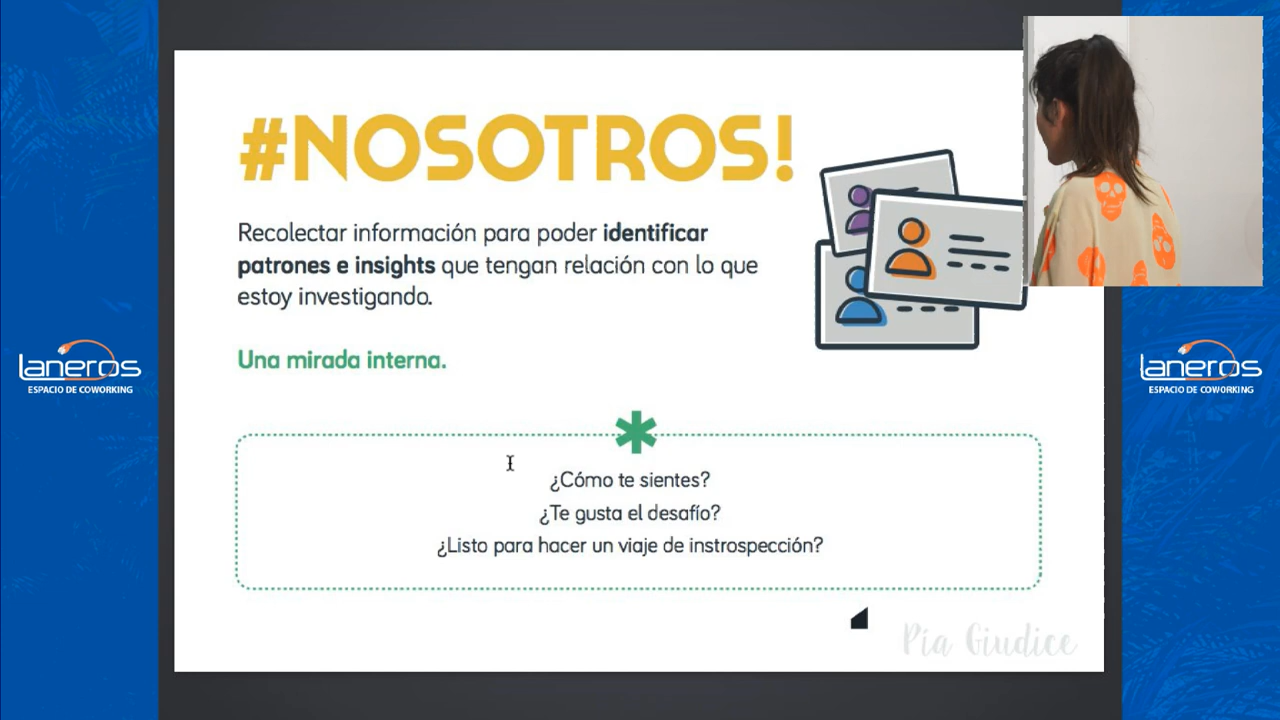 #NOSOTROS!
Recolectar información para poder identificar
patrones e insights que tengan relación con lo que
estoy investigando.
Una mirada interna.
¿Cómo te sientes?
¿Te gusta el desafío?
¿Listo para hacer un viaje de instrospección?
Pía Giudice
laneros
ESPACIO DE COWORKING
laneros
ESPACIO DE COWORKING